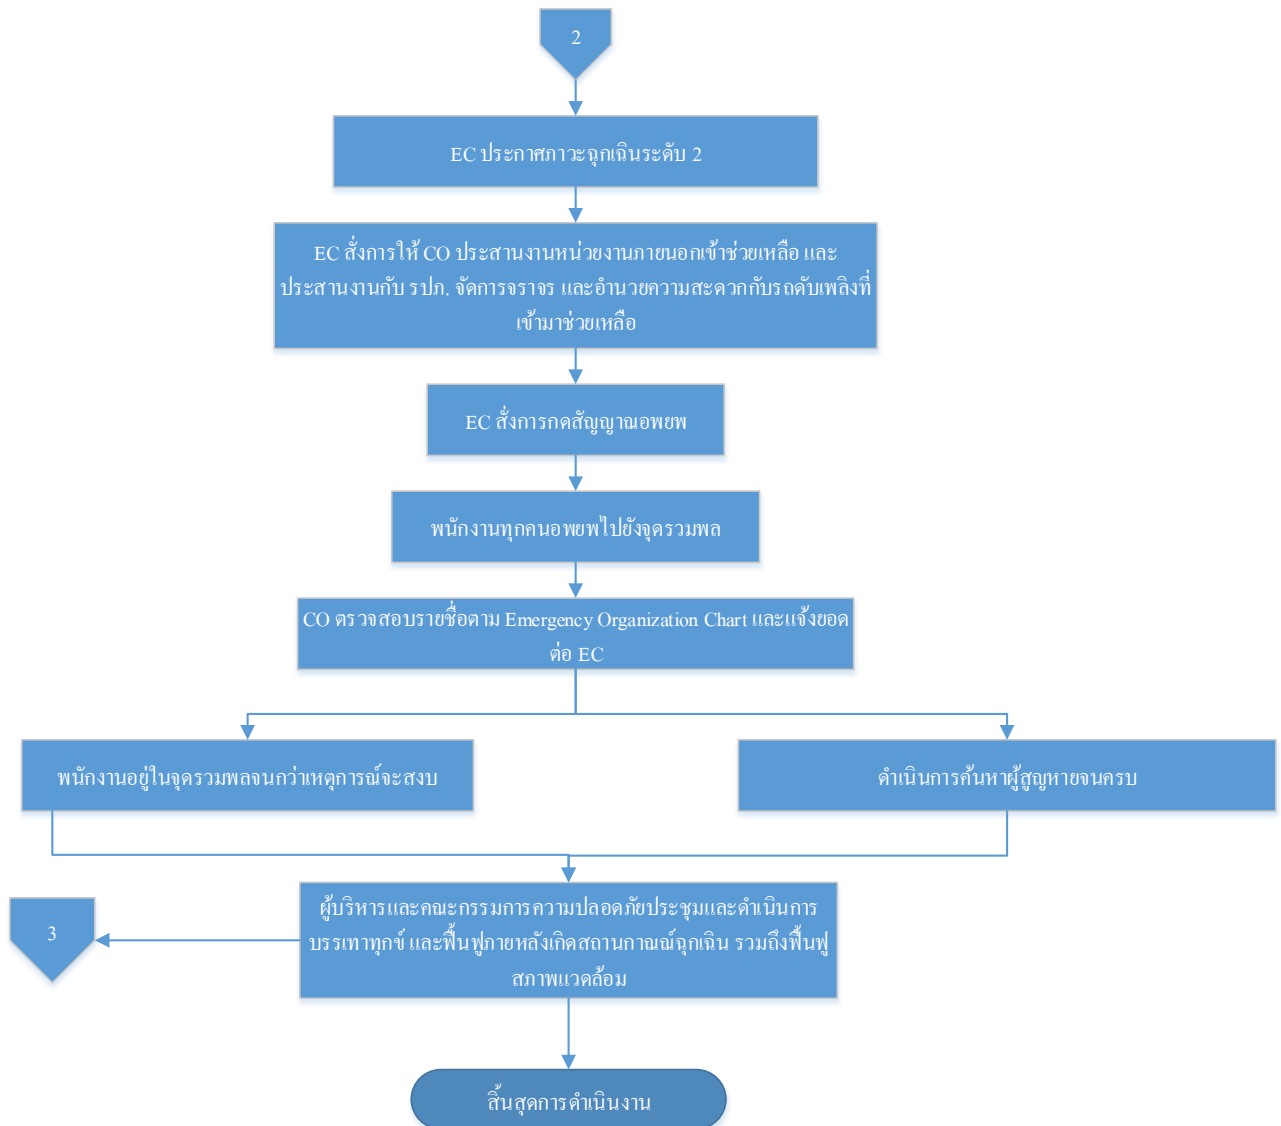 2
EC ประกาศภาวะฉุกเฉินระดับ 2
EC สั่งการให้ CO ประสานงานหน่วยงานภายนอกเข้าช่วยเหลือ และ
ประสานงานกับ รปภ. จัดการจราจร และอำนวยความสะดวกกับรถดับเพลิงที่
เข้ามาช่วยเหลือ
EC สั่งการกดสัญญาณอพยพ
พนักงานทุกคนอพยพไปยังจุดรวมพล
CO ตรวจสอบรายชื่อตาม Emergency Organization Chart และแจ้งยอด
ต่อ EC
พนักงานอยู่ในจุดรวมพลจนกว่าเหตุการณ์จะสงบ
ดำเนินการค้นหาผู้สูญหายจนครบ
ผู้บริหารและคณะกรรมการความปลอดภัยประชุมและดำเนินการ
บรรเทาทุกข์ และฟื้นฟูภายหลังเกิดสถานกาณณ์ฉุกเฉิน รวมถึงฟื้นฟู
สภาพแวดล้อม
3
สิ้นสุดการดำเนินงาน